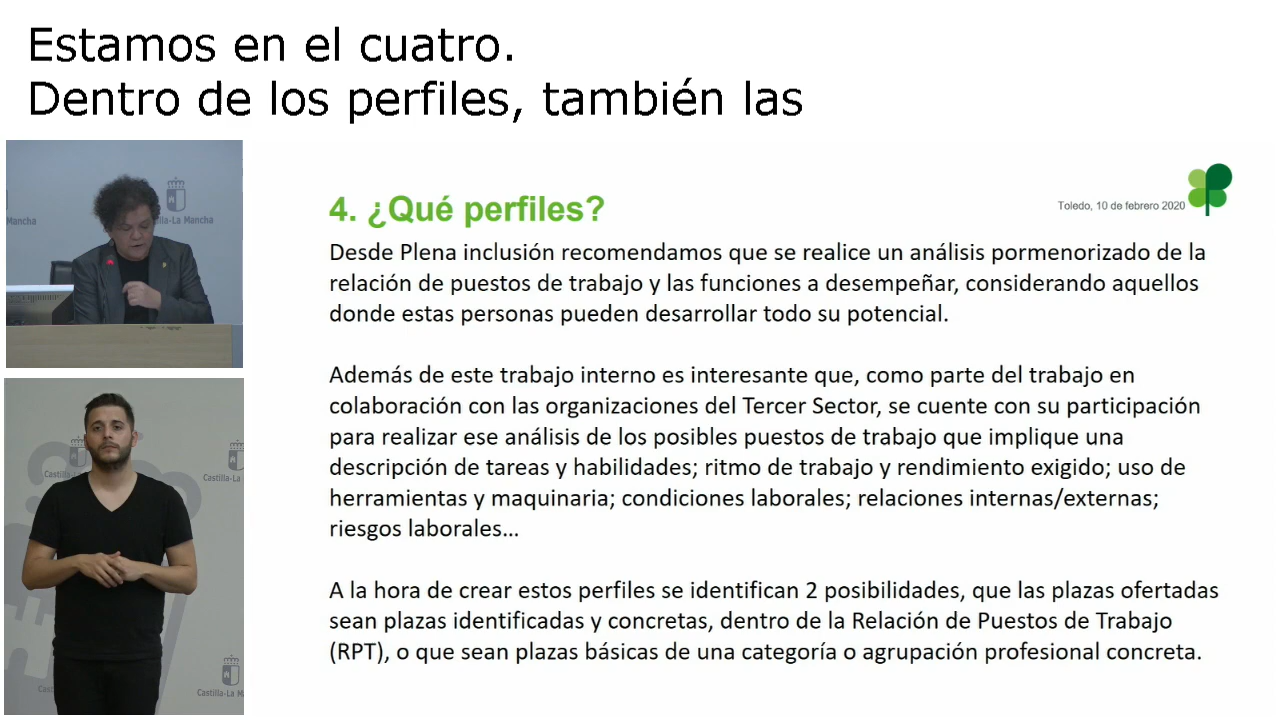 Estamos en el cuatro.
Dentro de los perfiles, también las
Toledo, 10 de febrero 2020
4. ¿Qué perfiles?
Desde Plena inclusión recomendamos que se realice un análisis pormenorizado de la
relación de puestos de trabajo y las funciones a desempeñar, considerando aquellos
donde estas personas pueden desarrollar todo su potencial.
Además de este trabajo interno es interesante que, como parte del trabajo en
colaboración con las organizaciones del Tercer Sector, se cuente con su participación
para realizar ese análisis de los posibles puestos de trabajo que implique una
descripción de tareas y habilidades; ritmo de trabajo y rendimiento exigido; uso de
herramientas y maquinaria; condiciones laborales; relaciones internas/externas;
riesgos laborales...
A la hora de crear estos perfiles se identifican 2 posibilidades, que las plazas ofertadas
sean plazas identificadas y concretas, dentro de la Relación de Puestos de Trabajo
(RPT), o que sean plazas básicas de una categoría o agrupación profesional concreta.
Mancha
lla-La Mancha
Castilla-
Castilla-La
Cast
Castilla-La M